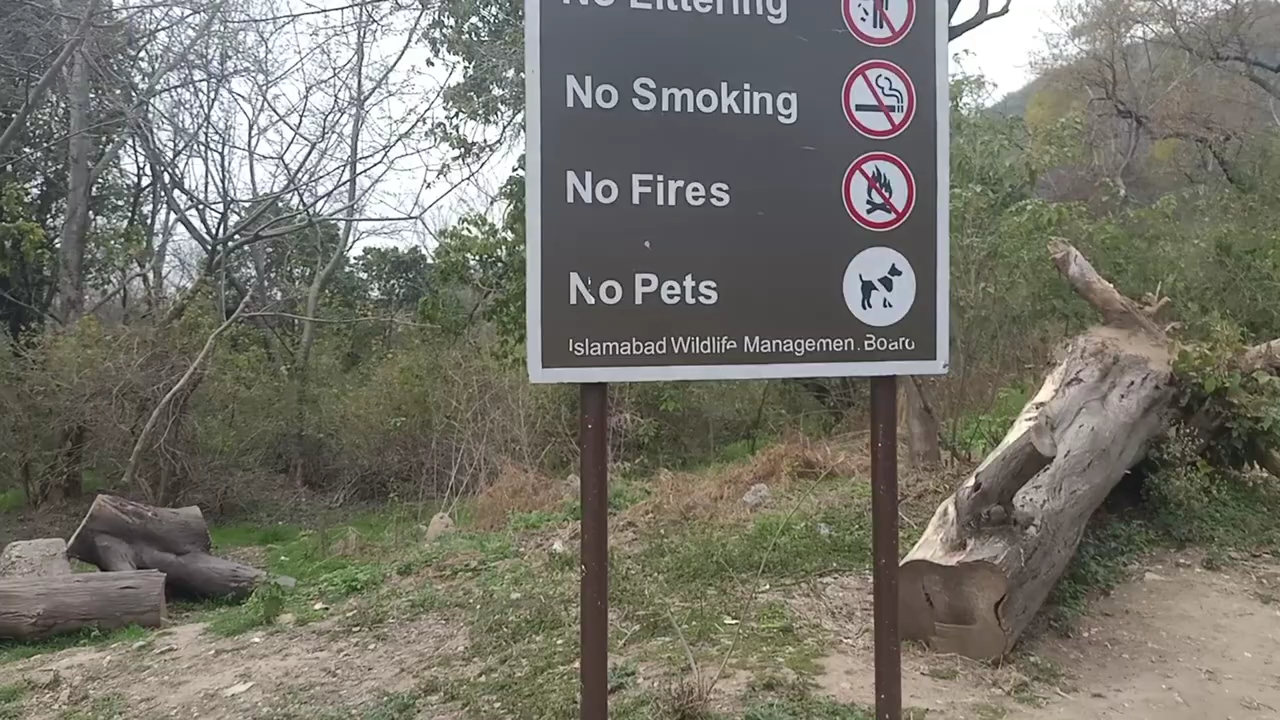 No Littering
No Smoking
No Fires
No Pets
Islamabad Wildlife Management Board